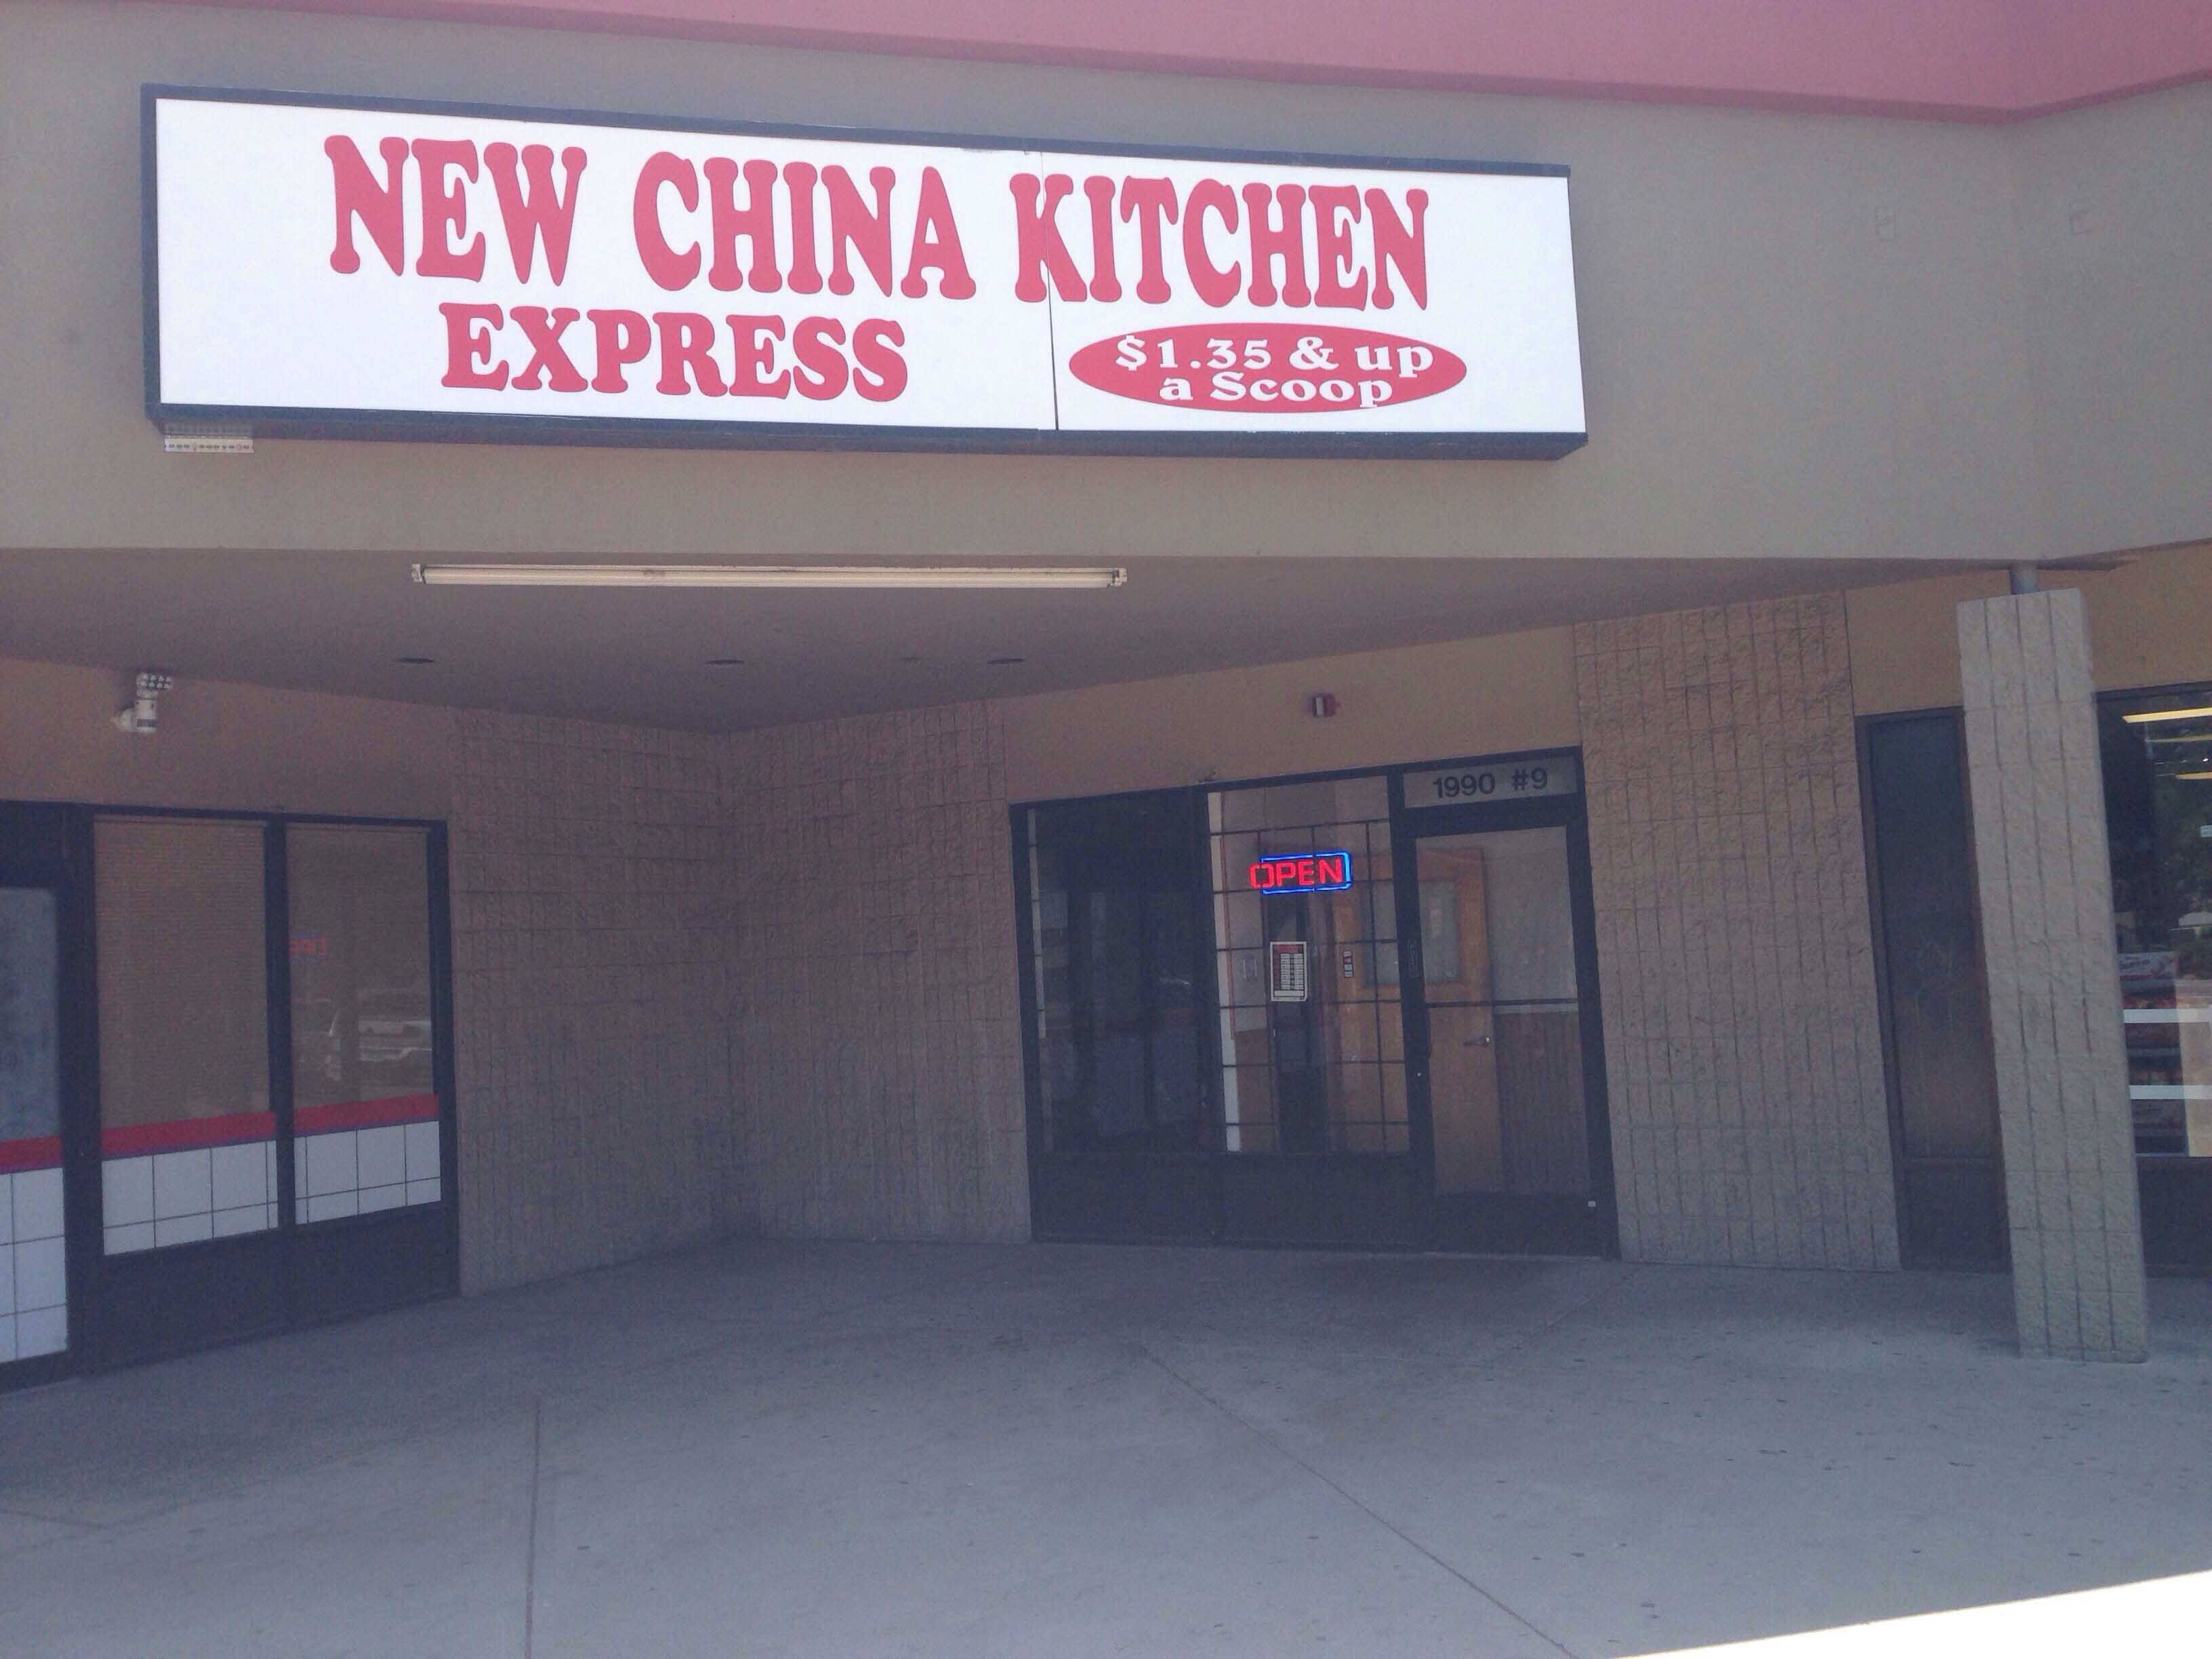 NEW CHINA KITCHEN
EXPRESS
$1.35 & up
a Scoop
1990 #9
OPEN